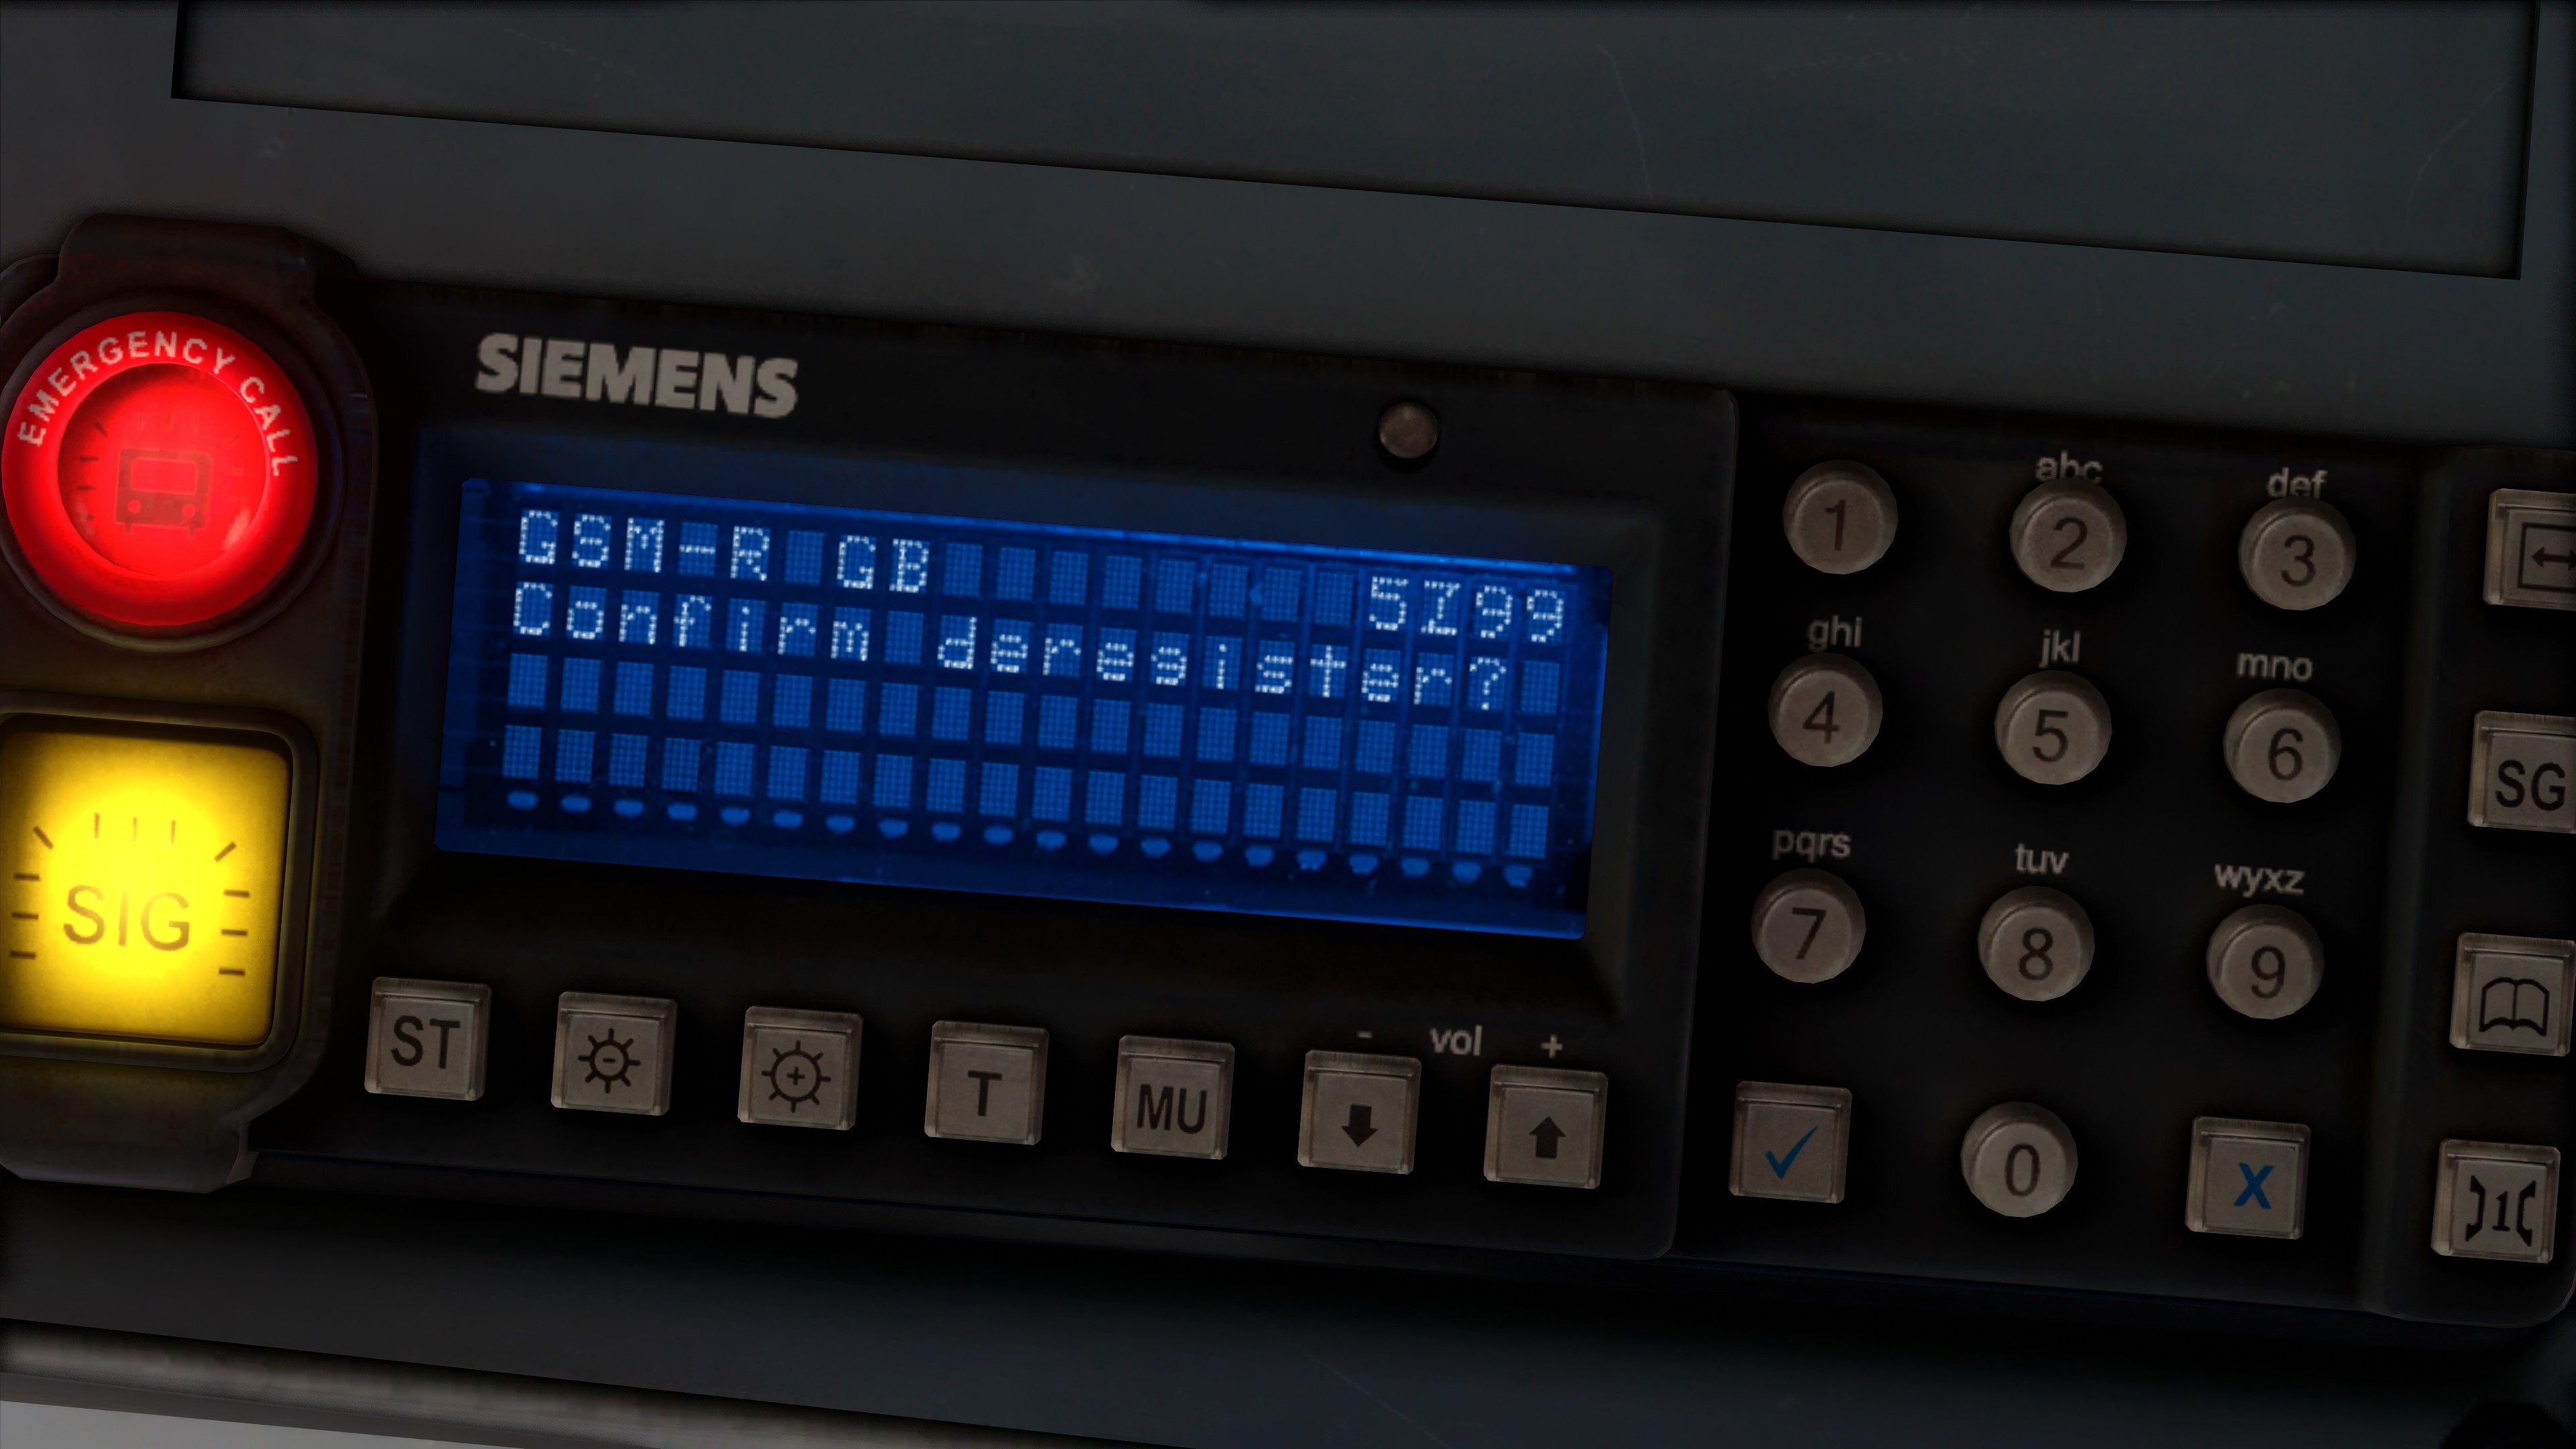 EMERGENCY CALL
SIEMENS
GSM-R GB 5Z99
Confirm deregister?
SIG
ST
-
+
T
MU
- vol +
1
abc
2
def
3
ghi
4
jkl
5
mno
6
pqrs
7
tuv
8
wyxz
9
0
X
SG
1